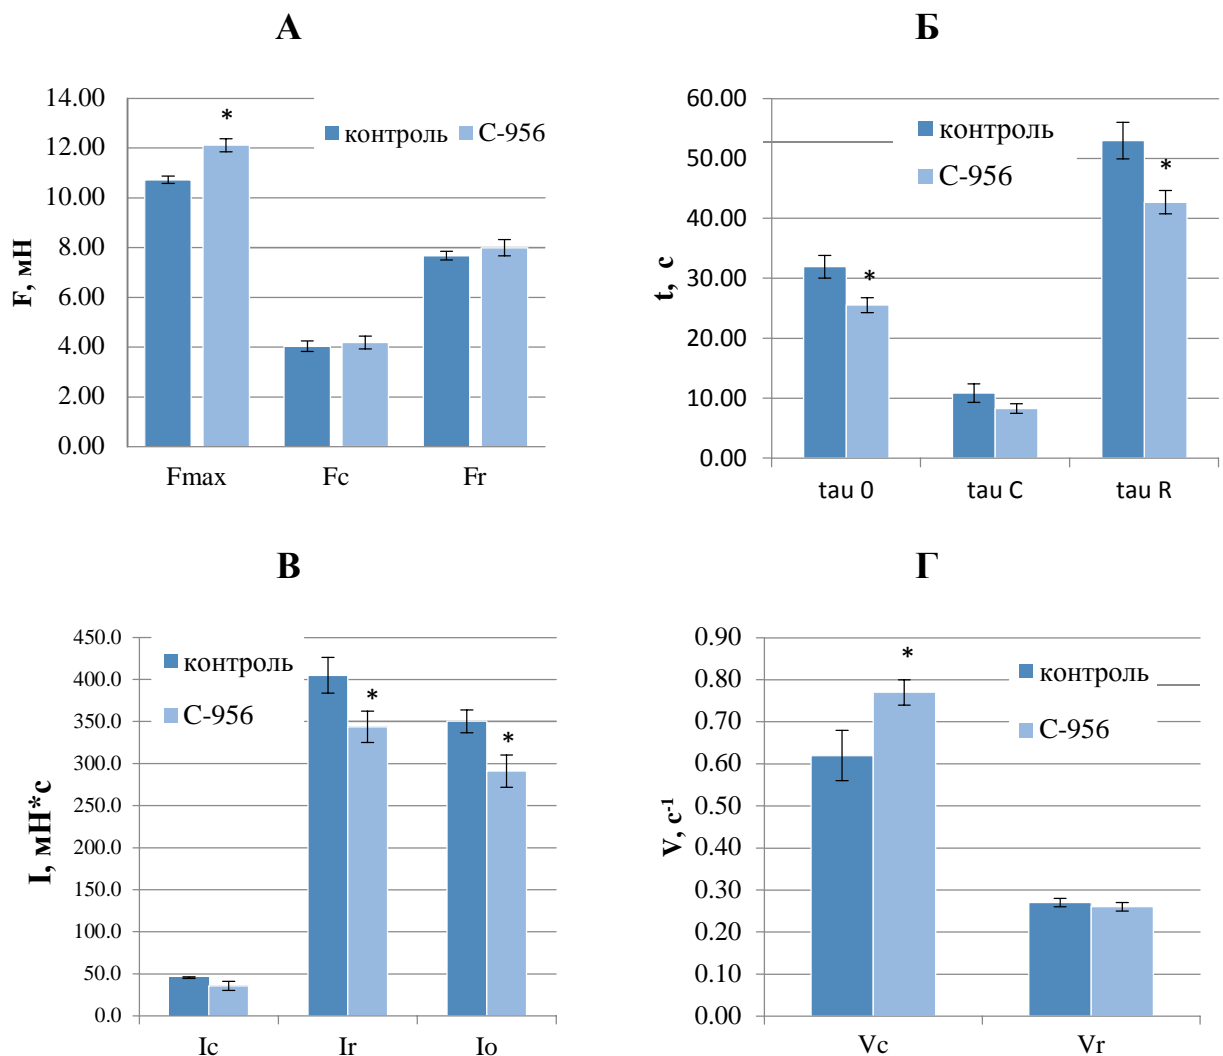 А
F, мН
14.00
12.00
10.00
8.00
6.00
4.00
2.00
0.00
*
контроль С-956
Fmax Fc Fr
Б
t, с
60.00
50.00
40.00
30.00
20.00
10.00
0.00
контроль
С-956
* *
tau 0 tau C tau R
В
I, мН*с
450.0
400.0
350.0
300.0
250.0
200.0
150.0
100.0
50.0
0.0
контроль
С-956
* *
Ic Ir Io
Г
V, с-1
0.90
0.80
0.70
0.60
0.50
0.40
0.30
0.20
0.10
0.00
*
контроль
С-956
Vc Vr